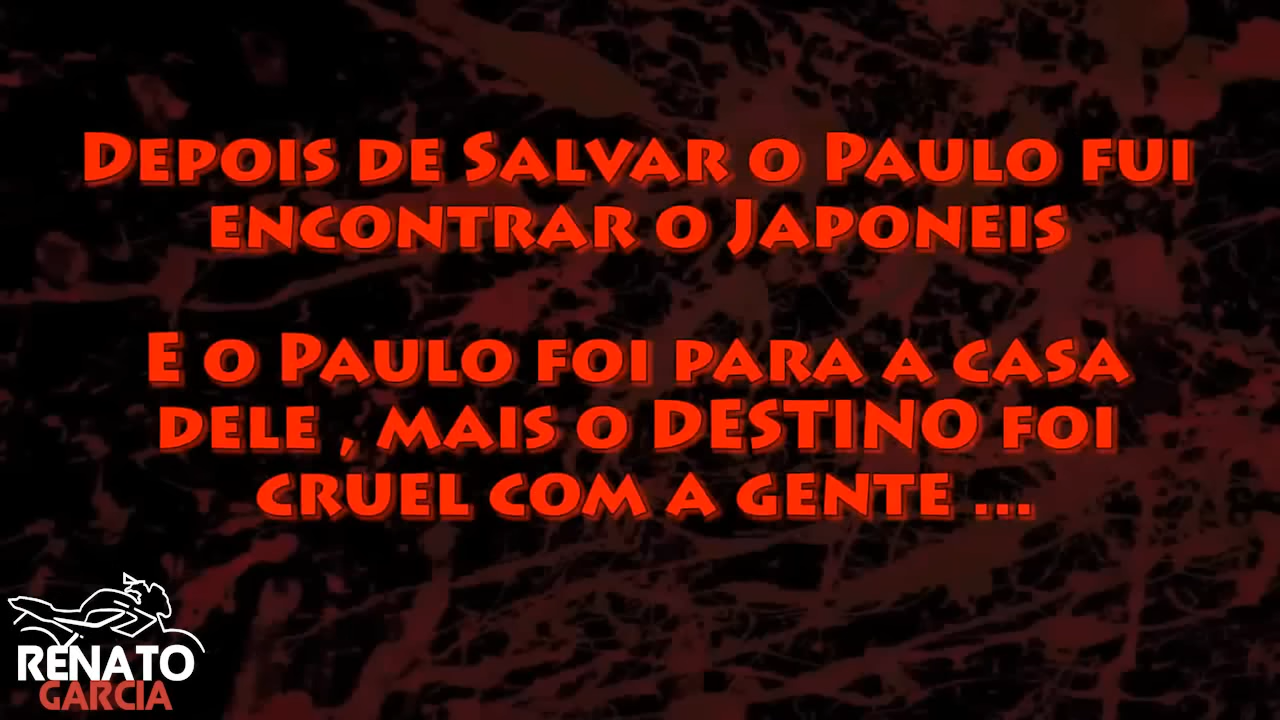 Depois de Salvar o Paulo fui
encontrar o Japoneis
E o Paulo foi para a casa
dele , mais o DESTINO foi
cruel com a gente ...
RENATO
GARCIA